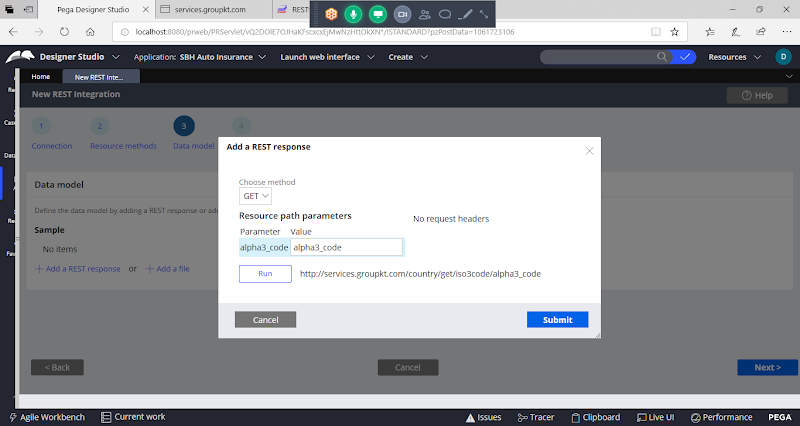 Pega Designer Studio
services.groupkt.com
REST
localhost:8080/prweb/PRServlet/vQ2DOlE7OJHaKFscxcxEjMwNzHttOkXN*/!STANDARD?pzPostData=1061723106
Designer Studio
Application: SBH Auto Insurance
Launch web interface
Create
Resources
D
Home
New REST Inte...
New REST Integration
Help
1
2
3
4
Connection
Resource methods
Data model
Data model
Define the data model by adding a REST response or
Sample
No items
Add a REST response or Add a file
Add a REST response
Choose method
GET
Resource path parameters
No request headers
Parameter Value
alpha3_code alpha3_code
Run http://services.groupkt.com/country/get/iso3code/alpha3_code
Cancel
Submit
< Back
Cancel
Next >
Agile Workbench
Current work
Issues
Tracer
Clipboard
Live UI
Performance
PEGA